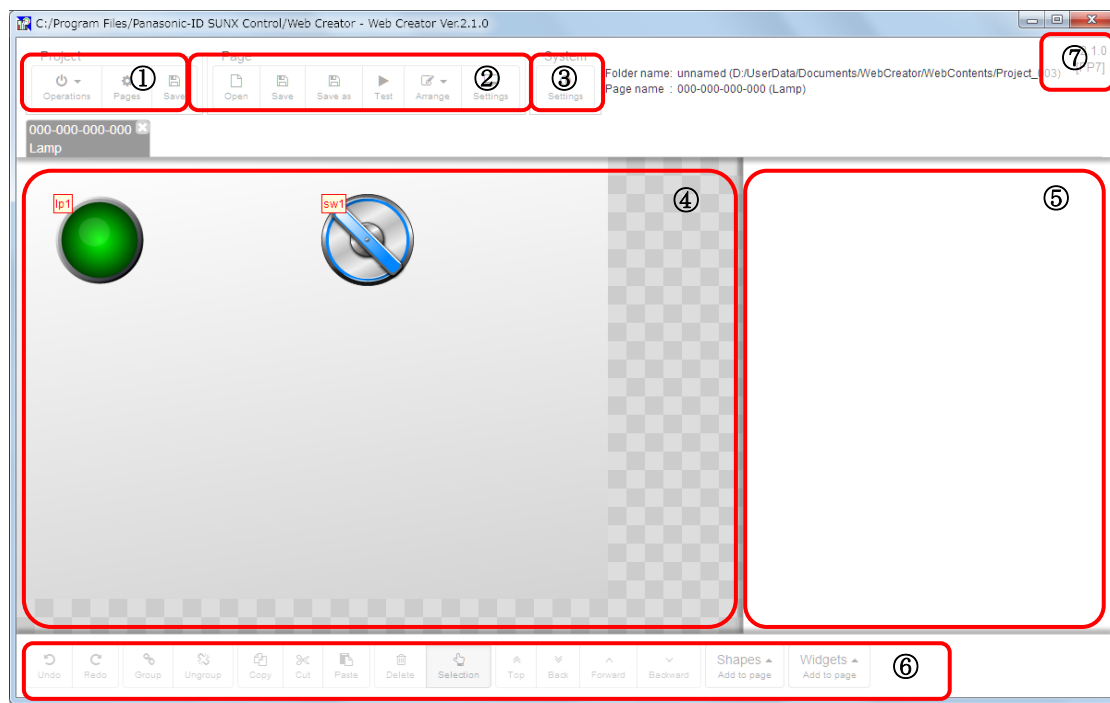 C:/Program Files/Panasonic-ID SUNX Control/Web Creator - Web Creator Ver.2.1.0
Project Page System
① ② ③ ⑦
Operations Pages Save Open Save Save as Test Arrange Settings Settings
Folder name: unnamed (D:/UserData/Documents/WebCreator/WebContents/Project_003)
Page name : 000-000-000-000 (Lamp)
000-000-000-000
Lamp
lp1 sw1 ④ ⑤
Undo Redo Group Ungroup Copy Cut Paste Delete Selection Top Back Forward Backward
Shapes Widgets ⑥
Add to page Add to page